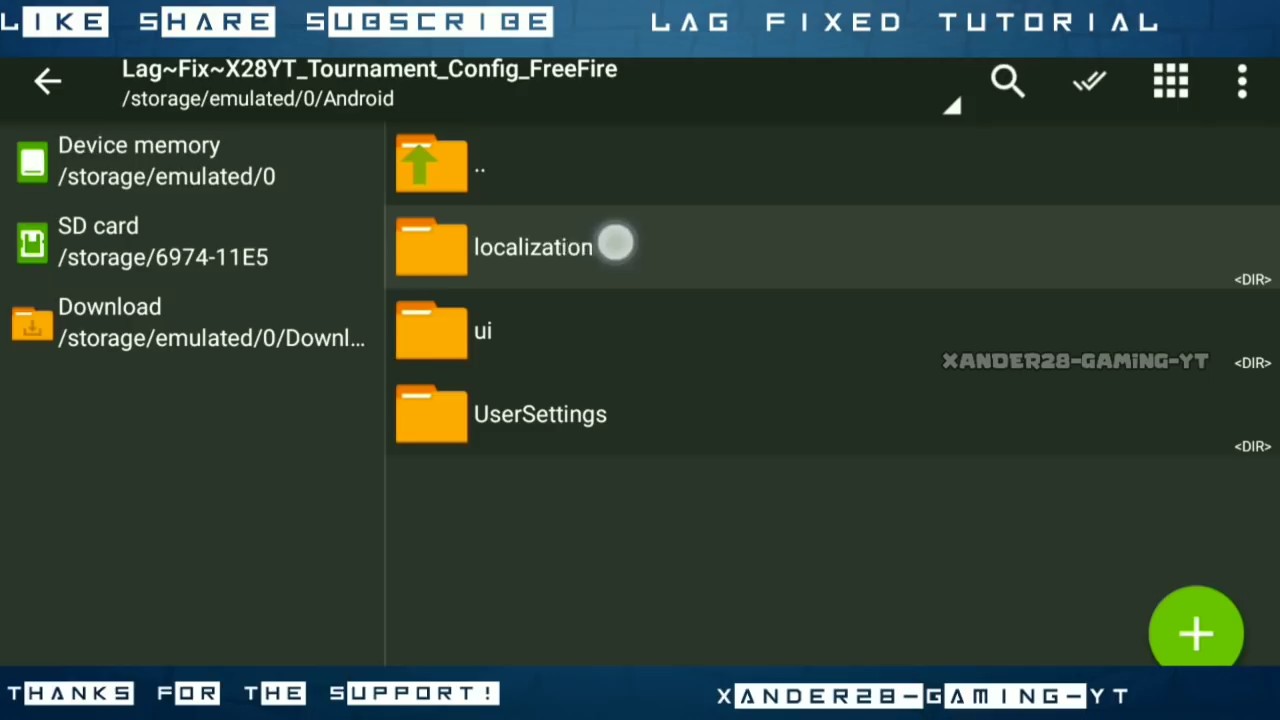 LIKE SHARE SUBSCRIBE LAG FIXED TUTORIAL
Lag~Fix~X28YT_Tournament_Config_FreeFire
/storage/emulated/0/Android
Device memory
/storage/emulated/0
SD card
/storage/6974-11E5
Download
/storage/emulated/0/Downl...
..
localization
<DIR>
ui
<DIR>
XANDER28-GAMING-YT
UserSettings
<DIR>
THANKS FOR THE SUPPORT! XANDER28-GAMING-YT